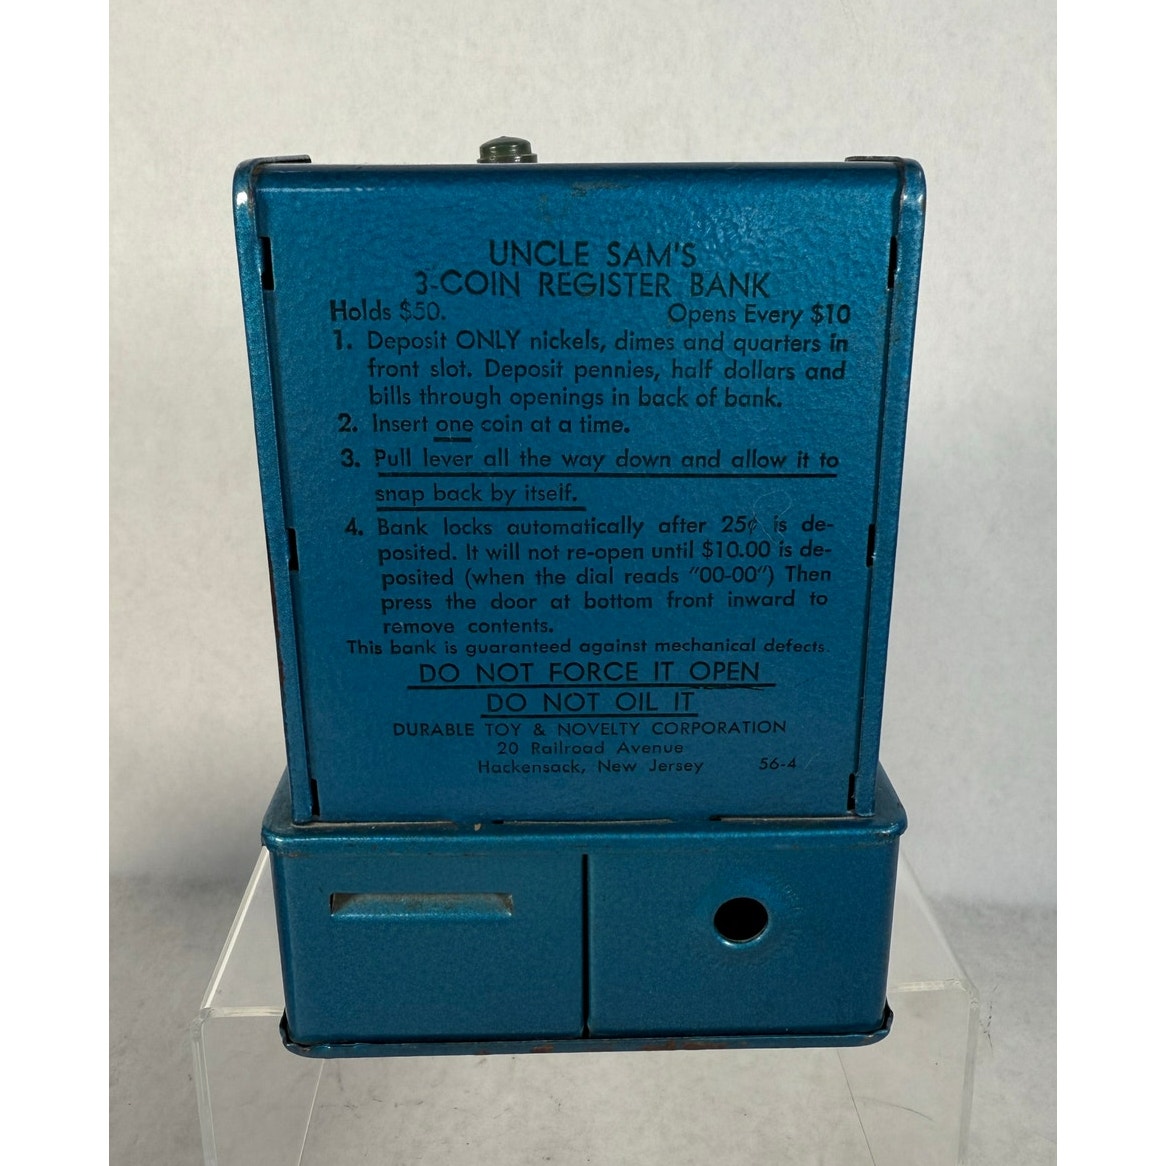 UNCLE SAM'S
3-COIN REGISTER BANK
Holds $50. Opens Every $10
1. Deposit ONLY nickels, dimes and quarters in
front slot. Deposit pennies, half dollars and
bills through openings in back of bank.
2. Insert one coin at a time.
3. Pull lever all the way down and allow it to
snap back by itself.
4. Bank locks automatically after 25¢ is de-
posited. It will not re-open until $10.00 is de-
posited (when the dial reads "00-00") Then
press the door at bottom front inward to
remove contents.
This bank is guaranteed against mechanical defects.
DO NOT FORCE IT OPEN
DO NOT OIL IT
DURABLE TOY & NOVELTY CORPORATION
20 Railroad Avenue
Hackensack, New Jersey 56-4